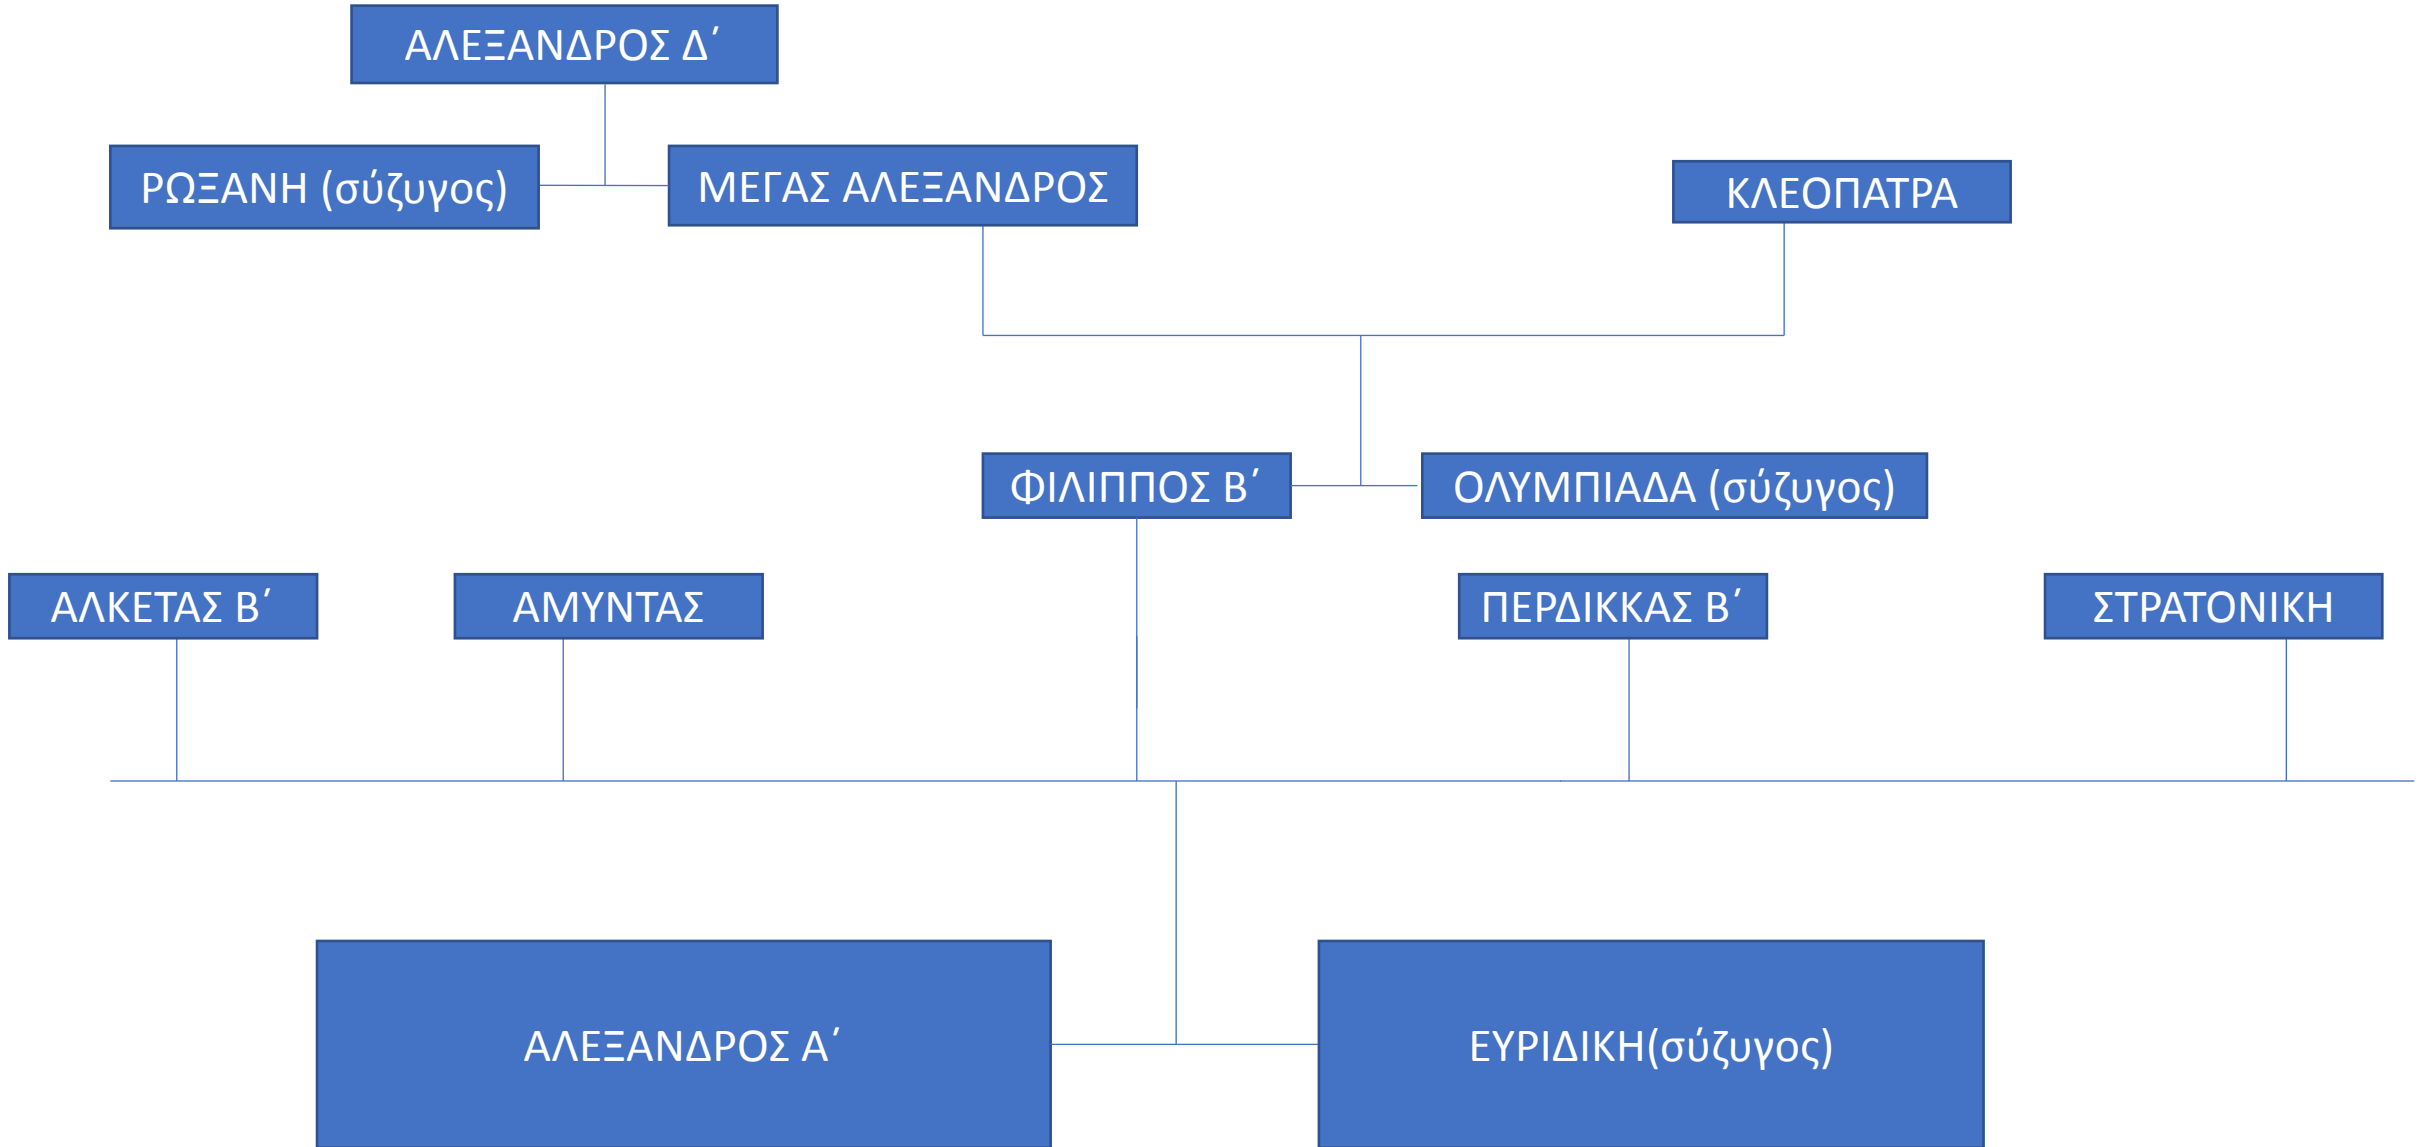 ΑΛΕΞΑΝΔΡΟΣ Δ΄
ΡΩΞΑΝΗ (σύζυγος)
ΜΕΓΑΣ ΑΛΕΞΑΝΔΡΟΣ
ΚΛΕΟΠΑΤΡΑ
ΦΙΛΙΠΠΟΣ Β΄
ΟΛΥΜΠΙΑΔΑ (σύζυγος)
ΑΛΚΕΤΑΣ Β΄
ΑΜΥΝΤΑΣ
ΠΕΡΔΙΚΚΑΣ Β΄
ΣΤΡΑΤΟΝΙΚΗ
ΑΛΕΞΑΝΔΡΟΣ Α΄
ΕΥΡΙΔΙΚΗ(σύζυγος)